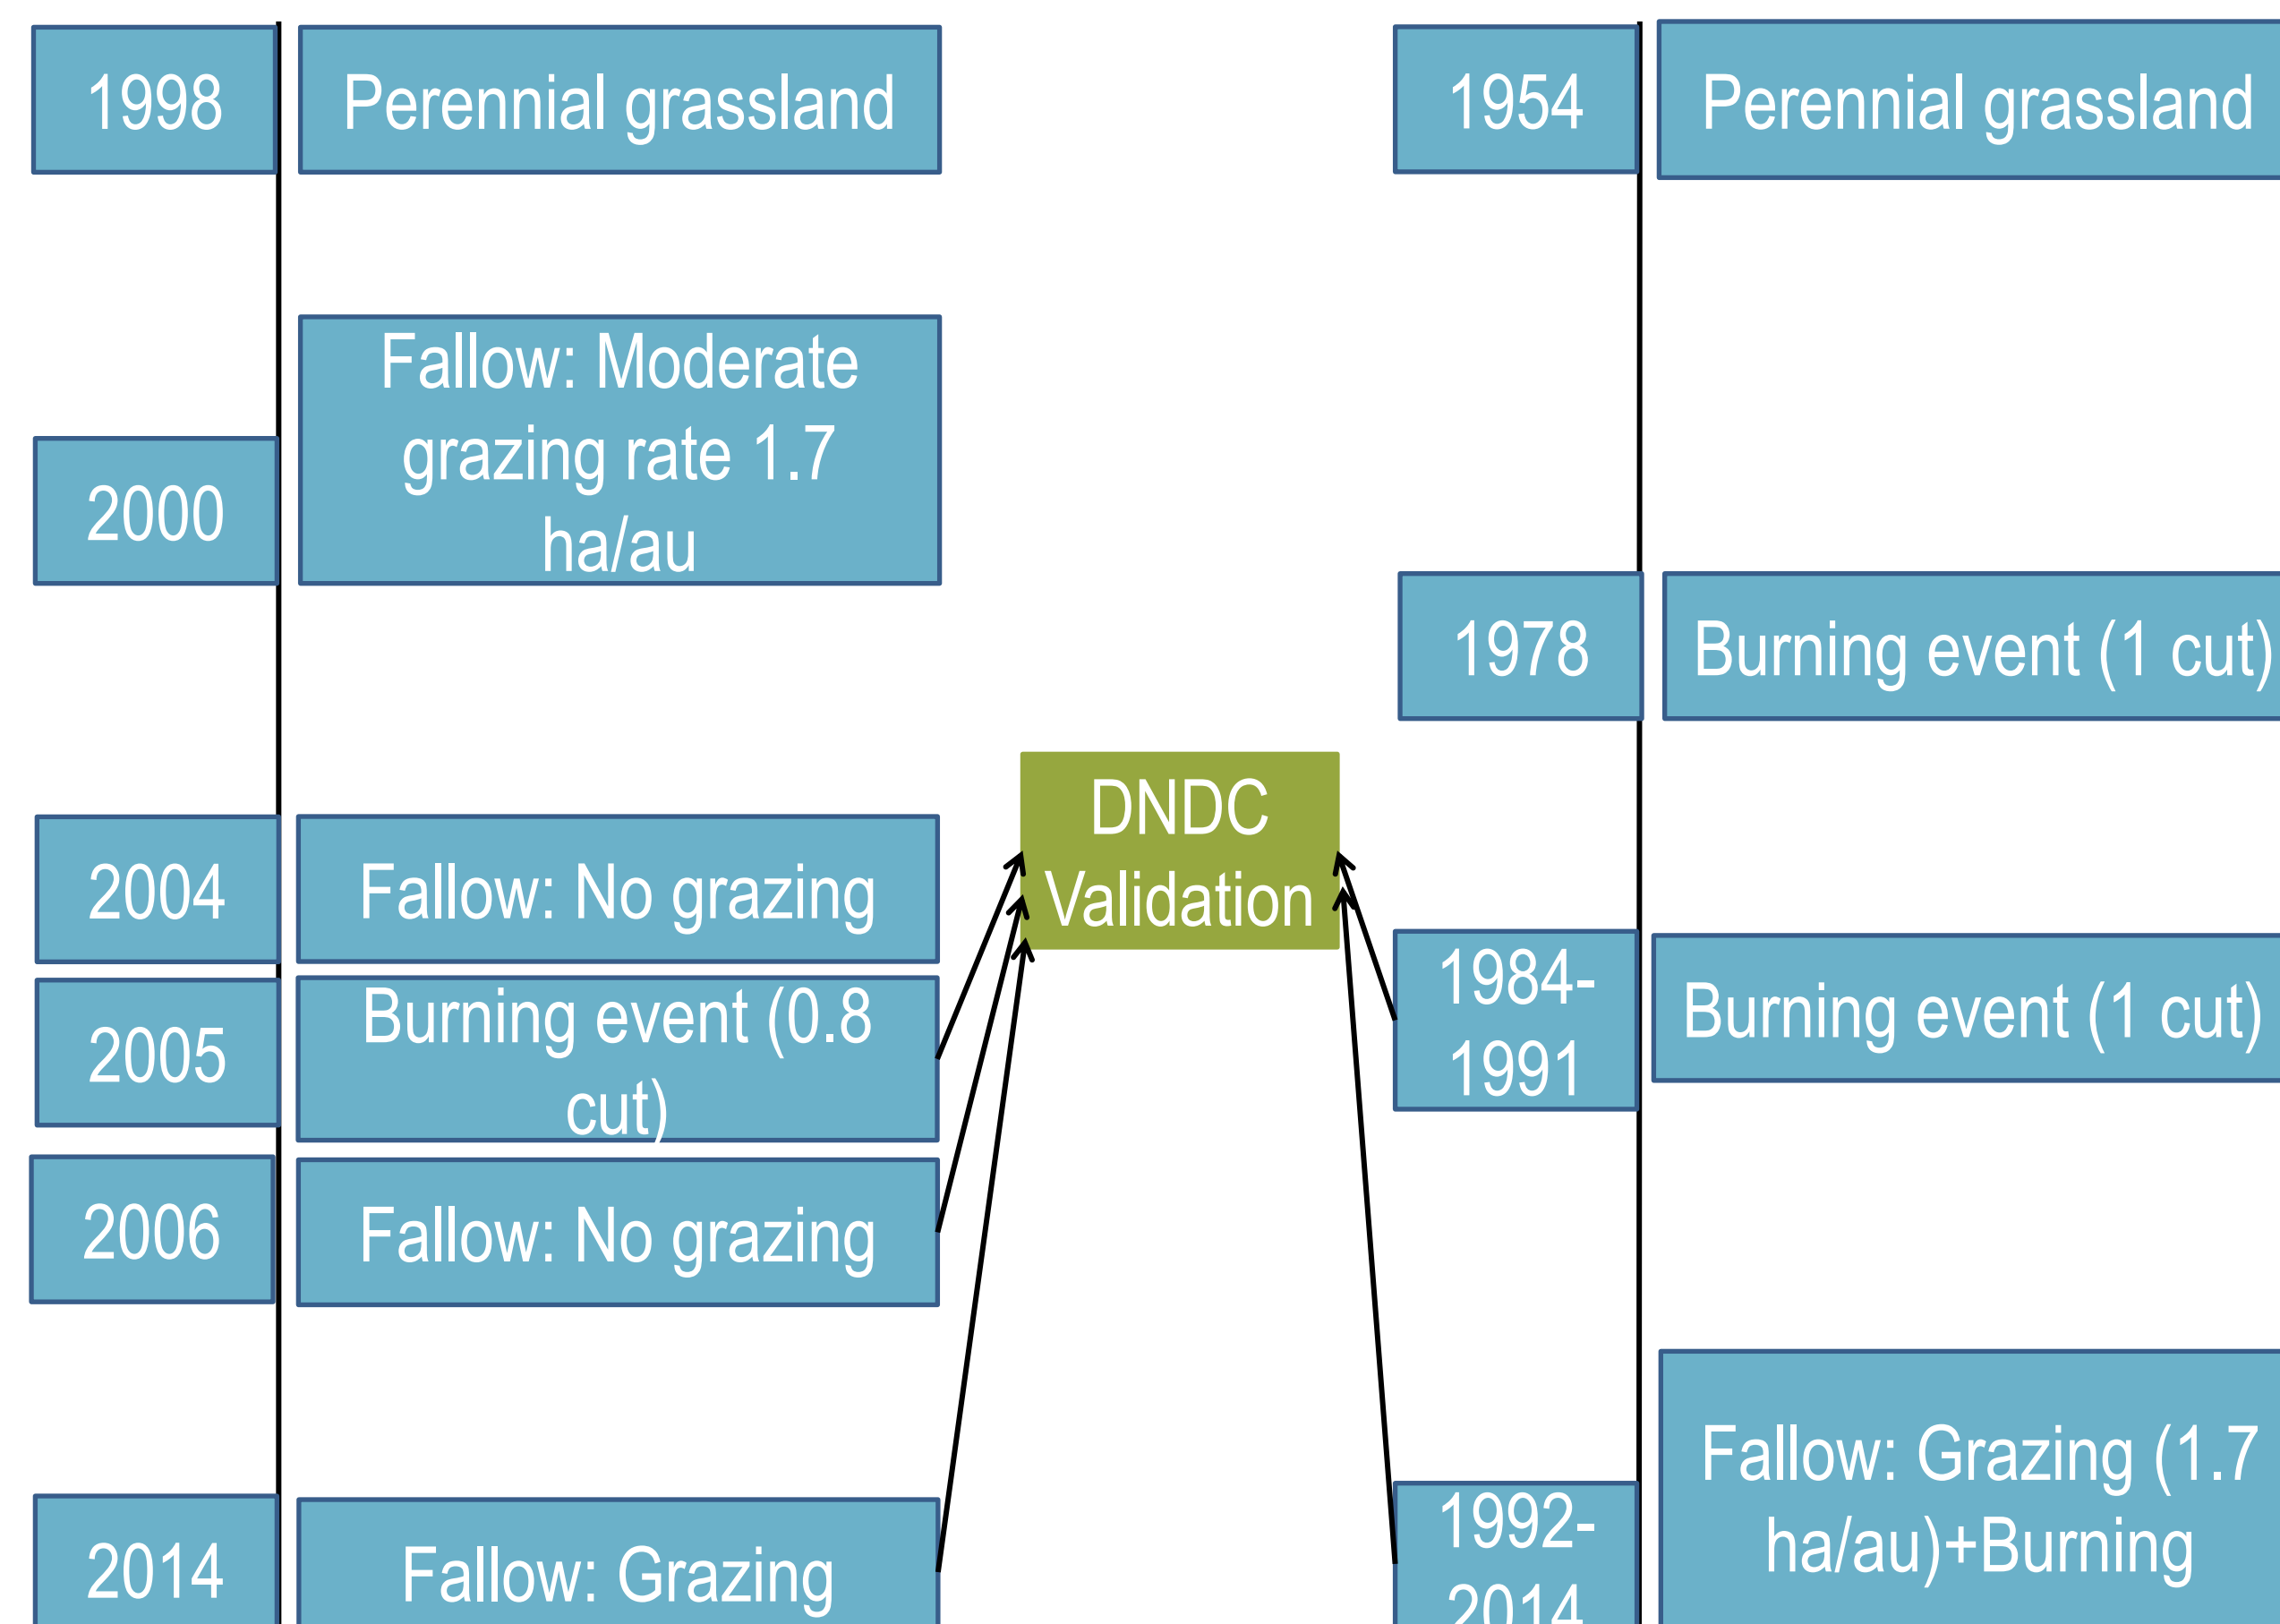 1998
Perennial grassland
Fallow: Moderate
grazing rate 1.7
ha/au
2000
2004
Fallow: No grazing
2005
Burning event (0.8
cut)
2006
Fallow: No grazing
2014
Fallow: Grazing
DNDC
Validation
1954
Perennial grassland
1978
Burning event (1 cut)
1984-
1991
Burning event (1 cut)
1992-
2014
Fallow: Grazing (1.7
ha/au)+Burning